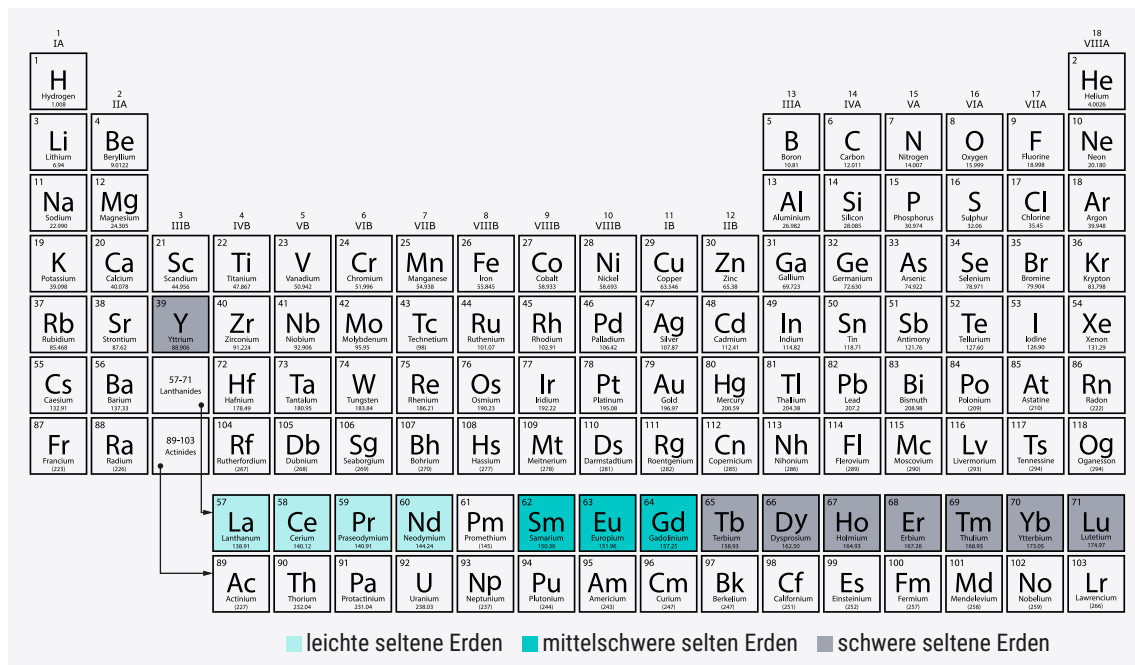 1 18
IA VIIIA
1 2
H He
Hydrogen Helium
1.008 4.0026
2 13 14 15 16 17
IIA IIIA IVA VA VIA VIIA
3 4 5 6 7 8 9 10
Li Be B C N O F Ne
Lithium Beryllium Boron Carbon Nitrogen Oxygen Fluorine Neon
6.94 9.0122 10.81 12.011 14.007 15.999 18.998 20.180
11 12 13 14 15 16 17 18
Na Mg Al Si P S Cl Ar
Sodium Magnesium Aluminium Silicon Phosphorus Sulphur Chlorine Argon
22.990 24.305 26.982 28.085 30.974 32.06 35.45 39.948
3 4 5 6 7 8 9 10 11 12
IIIB IVB VB VIB VIIB VIIIB VIIIB VIIIB IB IIB
19 20 21 22 23 24 25 26 27 28 29 30 31 32 33 34 35 36
K Ca Sc Ti V Cr Mn Fe Co Ni Cu Zn Ga Ge As Se Br Kr
Potassium Calcium Scandium Titanium Vanadium Chromium Manganese Iron Cobalt Nickel Copper Zinc Gallium Germanium Arsenic Selenium Bromine Krypton
39.098 40.078 44.956 47.867 50.942 51.996 54.938 55.845 58.933 58.693 63.546 65.38 69.723 72.630 74.922 78.971 79.904 83.798
37 38 39 40 41 42 43 44 45 46 47 48 49 50 51 52 53 54
Rb Sr Y Zr Nb Mo Tc Ru Rh Pd Ag Cd In Sn Sb Te I Xe
Rubidium Strontium Yttrium Zirconium Niobium Molybdenum Technetium Ruthenium Rhodium Palladium Silver Cadmium Indium Tin Antimony Tellurium Iodine Xenon
85.468 87.62 88.906 91.224 92.906 95.95 (98) 101.07 102.91 106.42 107.87 112.41 114.82 118.71 121.76 127.60 126.90 131.29
55 56 57-71 72 73 74 75 76 77 78 79 80 81 82 83 84 85 86
Cs Ba Lanthanides Hf Ta W Re Os Ir Pt Au Hg Tl Pb Bi Po At Rn
Caesium Barium Hafnium Tantalum Tungsten Rhenium Osmium Iridium Platinum Gold Mercury Thallium Lead Bismuth Polonium Astatine Radon
132.91 137.33 178.49 180.95 183.84 186.21 190.23 192.22 195.08 196.97 200.59 204.38 207.2 208.98 (209) (210) (222)
87 88 89-103 104 105 106 107 108 109 110 111 112 113 114 115 116 117 118
Fr Ra Actinides Rf Db Sg Bh Hs Mt Ds Rg Cn Nh Fl Mc Lv Ts Og
Francium Radium Rutherfordium Dubnium Seaborgium Bohrium Hassium Meitnerium Darmstadtium Roentgenium Copernicium Nihonium Flerovium Moscovium Livermorium Tennessine Oganesson
(223) (226) (267) (268) (269) (270) (277) (278) (281) (282) (285) (286) (289) (290) (293) (294) (294)
57 58 59 60 61 62 63 64 65 66 67 68 69 70 71
La Ce Pr Nd Pm Sm Eu Gd Tb Dy Ho Er Tm Yb Lu
Lanthanum Cerium Praseodymium Neodymium Promethium Samarium Europium Gadolinium Terbium Dysprosium Holmium Erbium Thulium Ytterbium Lutetium
138.91 140.12 140.91 144.24 (145) 150.36 151.96 157.25 158.93 162.50 164.93 167.26 168.93 173.05 174.97
89 90 91 92 93 94 95 96 97 98 99 100 101 102 103
Ac Th Pa U Np Pu Am Cm Bk Cf Es Fm Md No Lr
Actinium Thorium Protactinium Uranium Neptunium Plutonium Americium Curium Berkelium Californium Einsteinium Fermium Mendelevium Nobelium Lawrencium
(227) 232.04 231.04 238.03 (237) (244) (243) (247) (247) (251) (252) (257) (258) (259) (266)
leichte seltene Erden mittelschwere selten Erden schwere seltene Erden